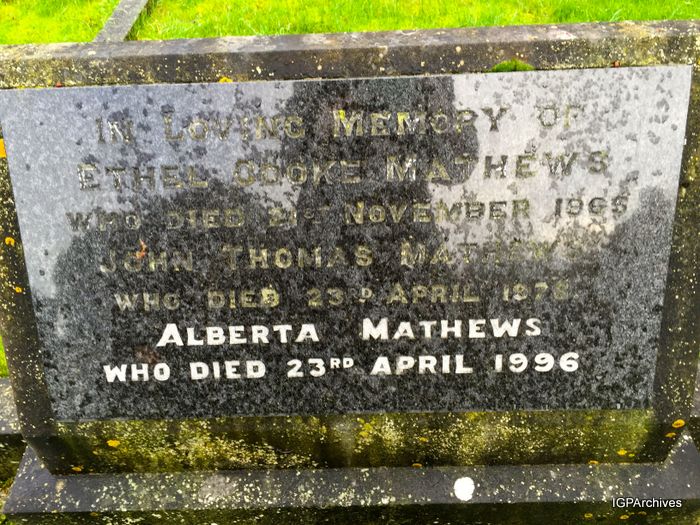 In Loving Memory of
Ethel Cooke Mathews
who died 21st November 1965
John Thomas Mathews
who died 23rd April 1976
Alberta Mathews
who died 23rd April 1996
IGPArchives